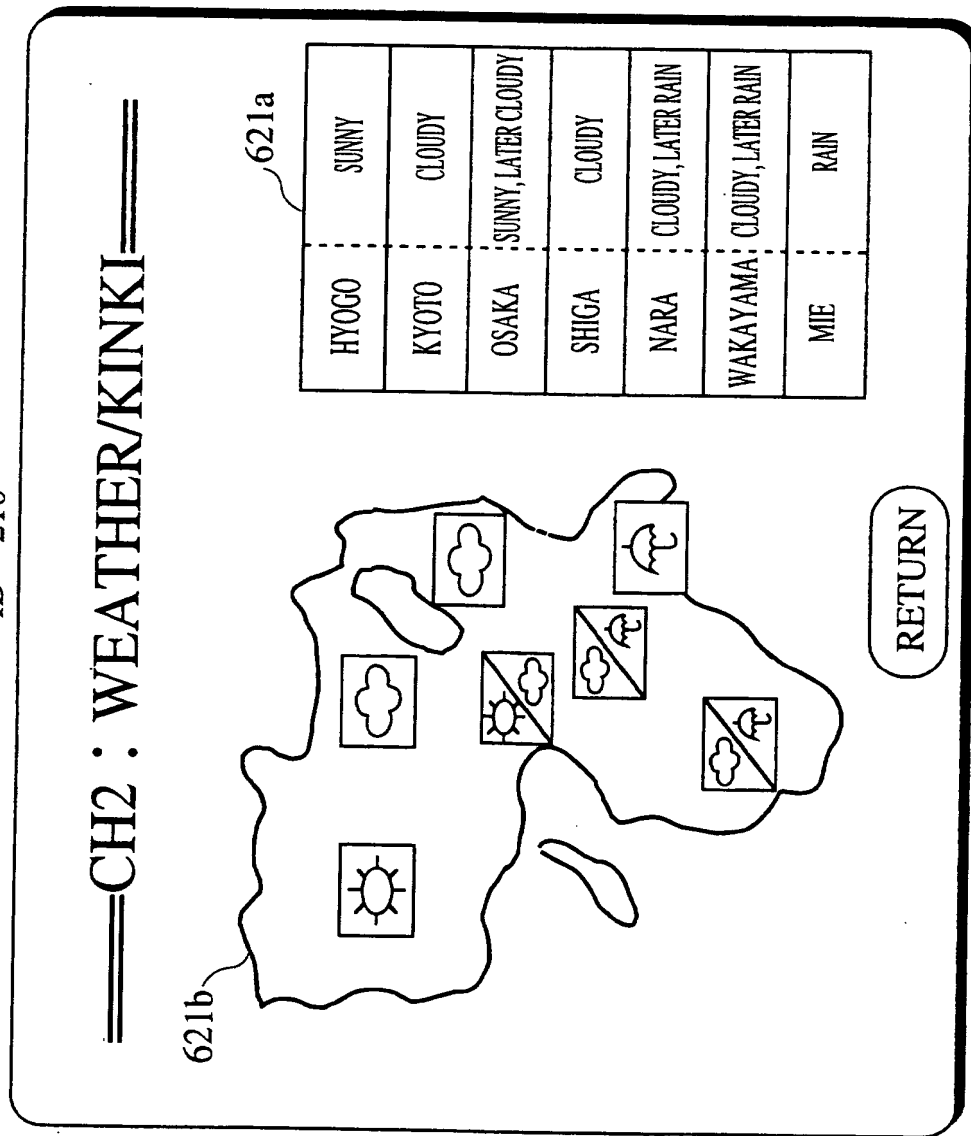 CH2 : WEATHER/KINKI
621b
621a
HYOGO SUNNY
KYOTO CLOUDY
OSAKA SUNNY, LATER CLOUDY
SHIGA CLOUDY
NARA CLOUDY, LATER RAIN
WAKAYAMA CLOUDY, LATER RAIN
MIE RAIN
RETURN